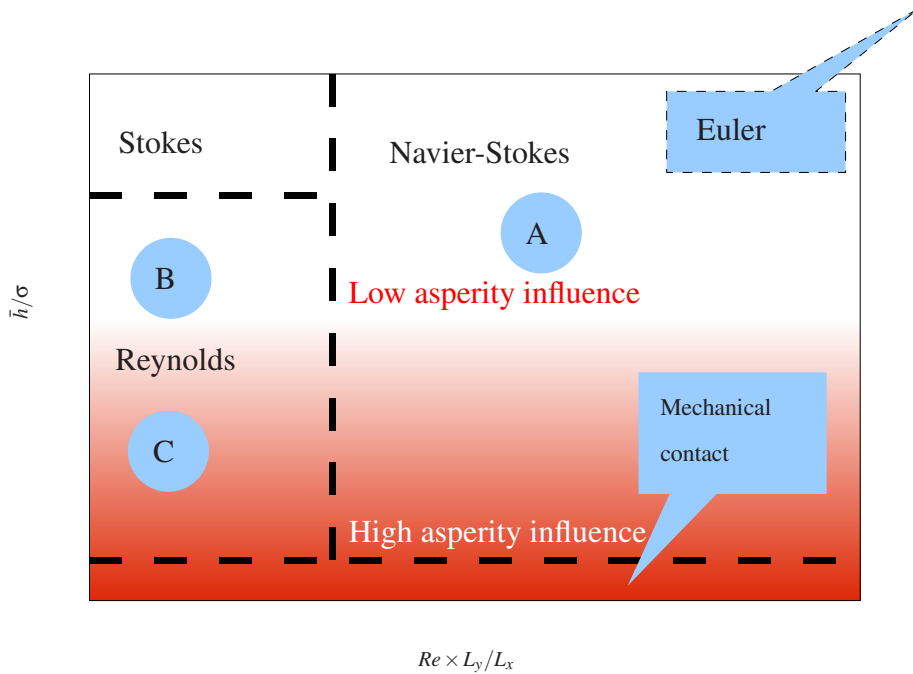 Euler
Stokes
Navier-Stokes
A
B
Low asperity influence
h̄/σ
Reynolds
Mechanical
contact
C
High asperity influence
Re × L_y/L_x